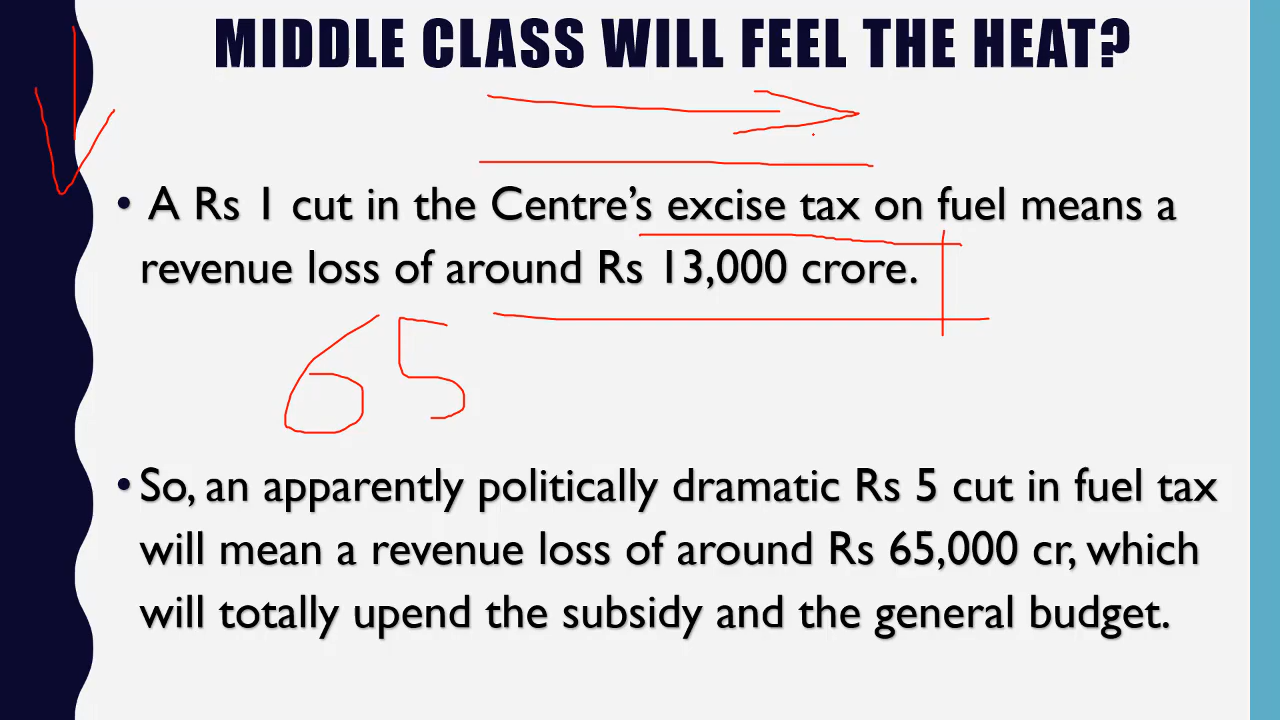 MIDDLE CLASS WILL FEEL THE HEAT?
• A Rs 1 cut in the Centre's excise tax on fuel means a
revenue loss of around Rs 13,000 crore.
65
• So, an apparently politically dramatic Rs 5 cut in fuel tax
will mean a revenue loss of around Rs 65,000 cr, which
will totally upend the subsidy and the general budget.